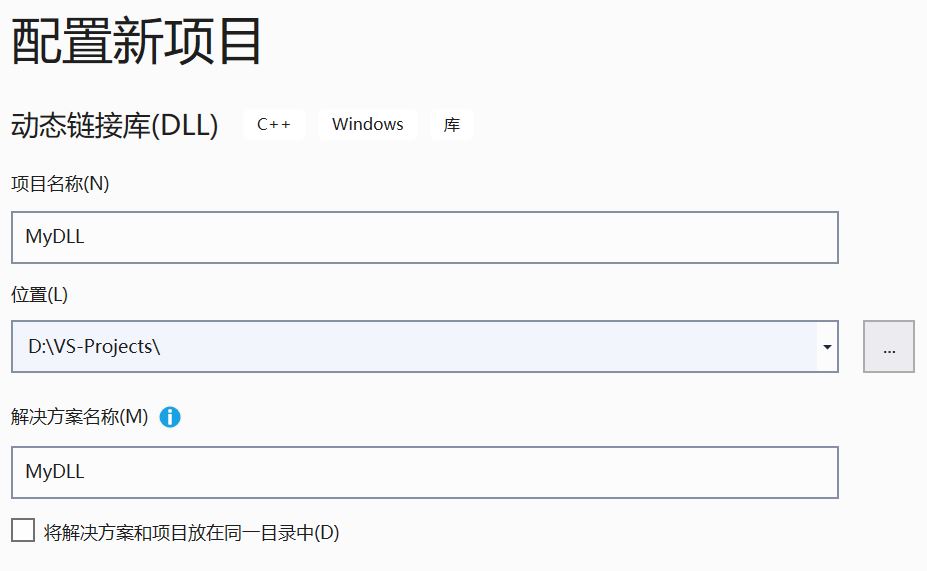 配置新项目
动态链接库(DLL) C++ Windows 库
项目名称(N)
MyDLL
位置(L)
D:\VS-Projects\
...
解决方案名称(M)
MyDLL
将解决方案和项目放在同一目录中(D)